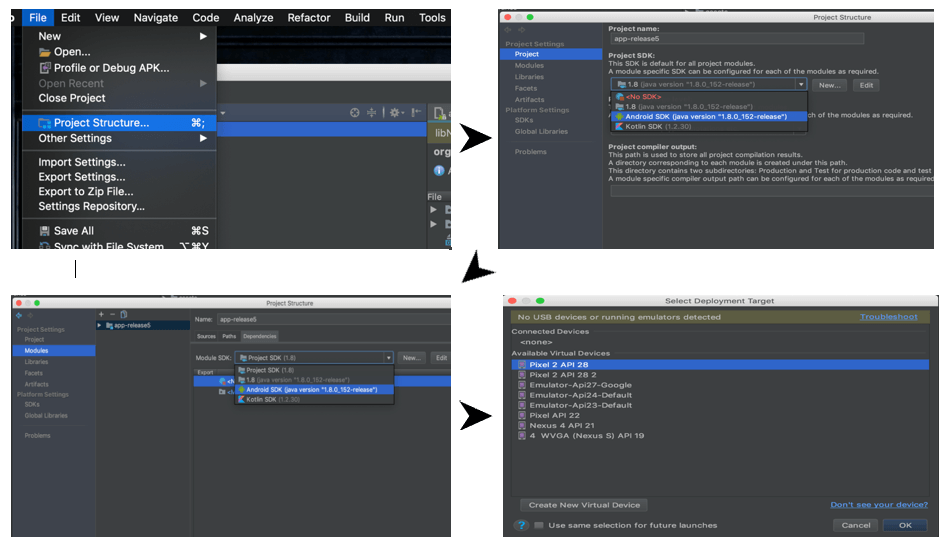 File Edit View Navigate Code Analyze Refactor Build Run Tools
New
Open...
Profile or Debug APK...
Open Recent
Close Project
Project Structure... ⌘;
Other Settings
Import Settings...
Export Settings...
Export to Zip File...
Settings Repository...
Save All ⌘S
Sync with File System ⌥⌘Y
org
File
Project Structure
Project Settings
Project
Modules
Libraries
Facets
Artifacts
Platform Settings
SDKs
Global Libraries
Problems
Project name:
app-release5
Project SDK:
This SDK is default for all project modules.
A module specific SDK can be configured for each of the modules as required.
1.8 (java version "1.8.0_152-release")
New...
Edit
<No SDK>
1.8 (java version "1.8.0_152-release")
Android SDK (java version "1.8.0_152-release")
Kotlin SDK (1.2.30)
ch of the modules as required.
Project compiler output:
This path is used to store all project compilation results.
A directory corresponding to each module is created under this path.
This directory contains two subdirectories: Production and Test for production code and test
A module specific compiler output path can be configured for each of the modules as required
Project Structure
Project Settings
Project
Modules
Libraries
Facets
Artifacts
Platform Settings
SDKs
Global Libraries
Problems
app-release5
Name: app-release5
Sources Paths Dependencies
Module SDK: Project SDK (1.8) New... Edit
Export
Project SDK (1.8)
1.8 (java version "1.8.0_152-release")
Android SDK (java version "1.8.0_152-release")
Kotlin SDK (1.2.30)
Select Deployment Target
No USB devices or running emulators detected Troubleshoot
Connected Devices
<none>
Available Virtual Devices
Pixel 2 API 28
Pixel 2 API 28 2
Emulator-Api27-Google
Emulator-Api24-Default
Emulator-Api23-Default
Pixel API 22
Nexus 4 API 21
4 WVGA (Nexus S) API 19
Create New Virtual Device Don't see your device?
? Use same selection for future launches Cancel OK